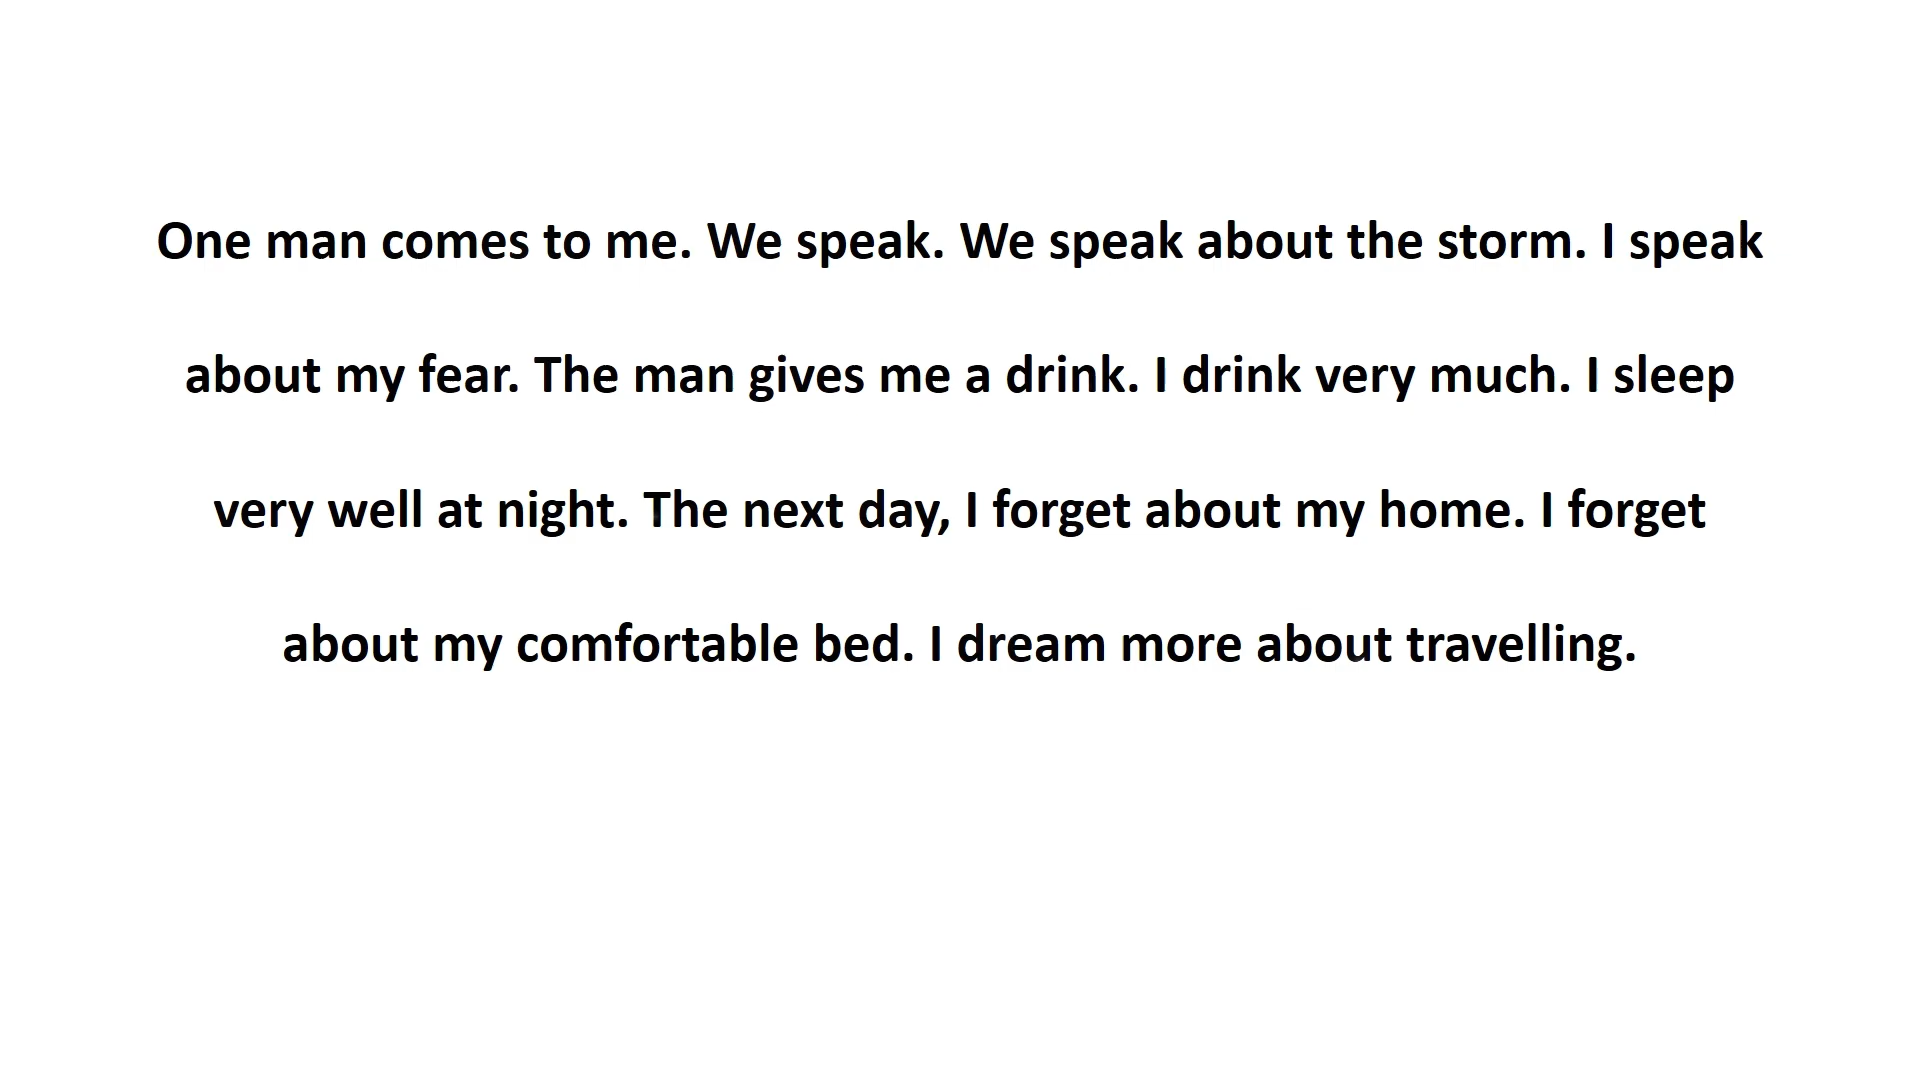 One man comes to me. We speak. We speak about the storm. I speak
about my fear. The man gives me a drink. I drink very much. I sleep
very well at night. The next day, I forget about my home. I forget
about my comfortable bed. I dream more about travelling.